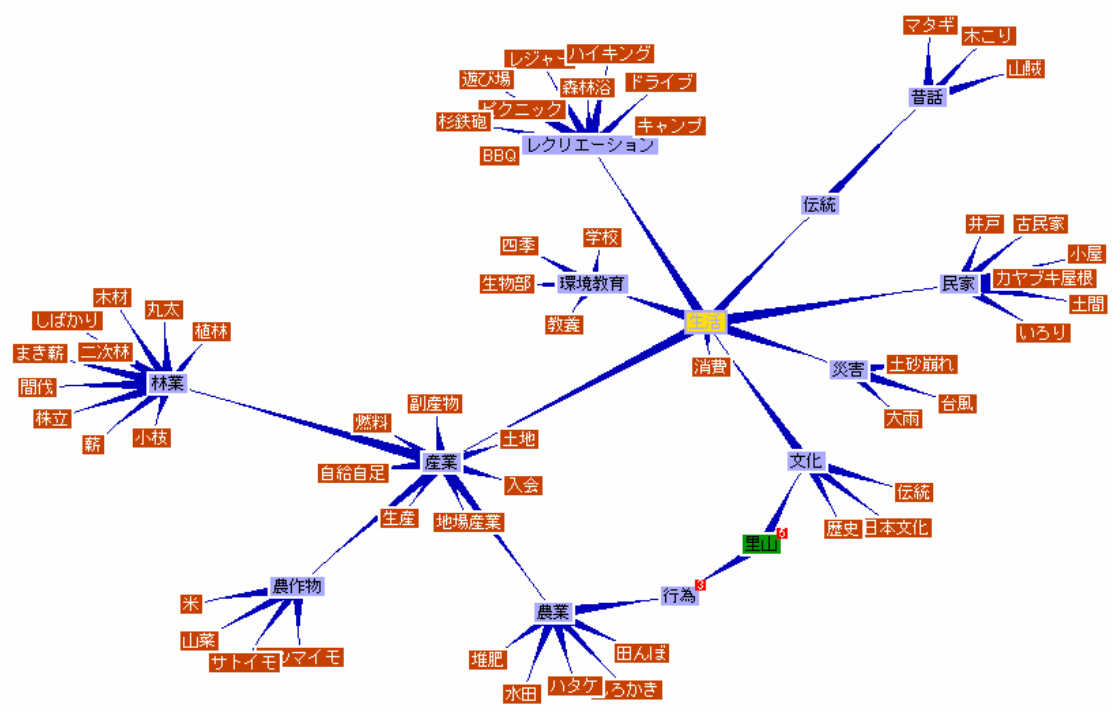 マタギ
木こり
山賊
昔話
レジャー
ハイキング
遊び場
森林浴
ドライブ
ピクニック
杉鉄砲
キャンプ
BBQ
レクリエーション
伝統
井戸
古民家
小屋
カヤブキ屋根
民家
土間
いろり
四季
学校
生物部
環境教育
教養
生活
消費
災害
土砂崩れ
台風
大雨
木材
丸太
しばかり
植林
まき薪
二次林
林業
間伐
株立
薪
小枝
副産物
燃料
土地
産業
自給自足
入会
生産
地場産業
文化
伝統
歴史
日本文化
里山
6
行為
3
農作物
米
山菜
サトイモ
マイモ
農業
堆肥
田んぼ
水田
ハタケ
ろかき